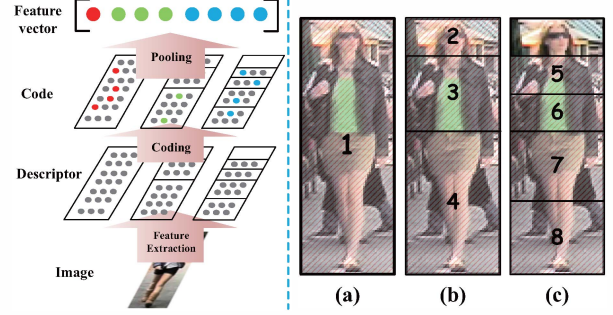 Feature
vector
Pooling
Code
Coding
Descriptor
Feature
Extraction
Image
1
(a)
2
3
4
(b)
5
6
7
8
(c)